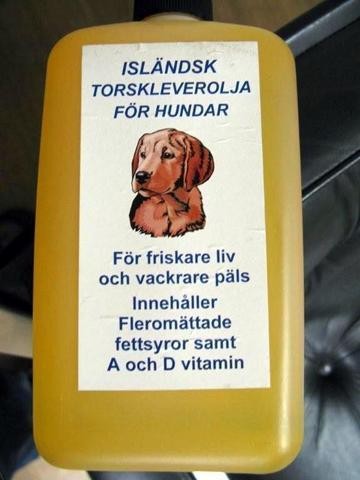 ISLÄNDSK
TORSKLEVEROLJA
FÖR HUNDAR
För friskare liv
och vackrare päls
Innehåller
Fleromättade
fettsyror samt
A och D vitamin